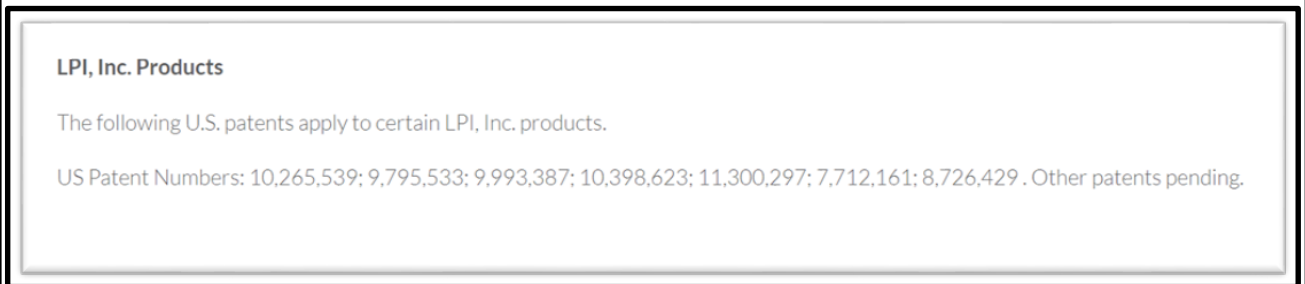 LPI, Inc. Products
The following U.S. patents apply to certain LPI, Inc. products.
US Patent Numbers: 10,265,539; 9,795,533; 9,993,387; 10,398,623; 11,300,297; 7,712,161; 8,726,429 . Other patents pending.